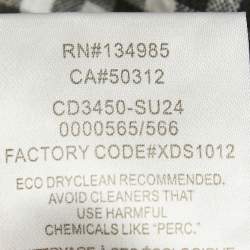 RN#134985
CA#50312
CD3450-SU24
0000565/566
FACTORY CODE#XDS1012
ECO DRYCLEAN RECOMMENDED.
AVOID CLEANERS THAT
USE HARMFUL
CHEMICALS LIKE "PERC."